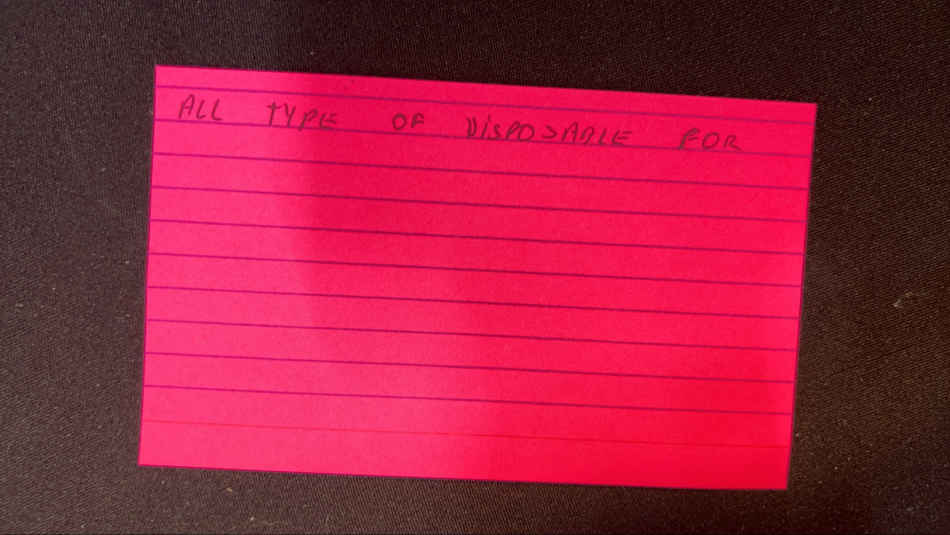 ALL TYPE OF DISPOSABLE FOR